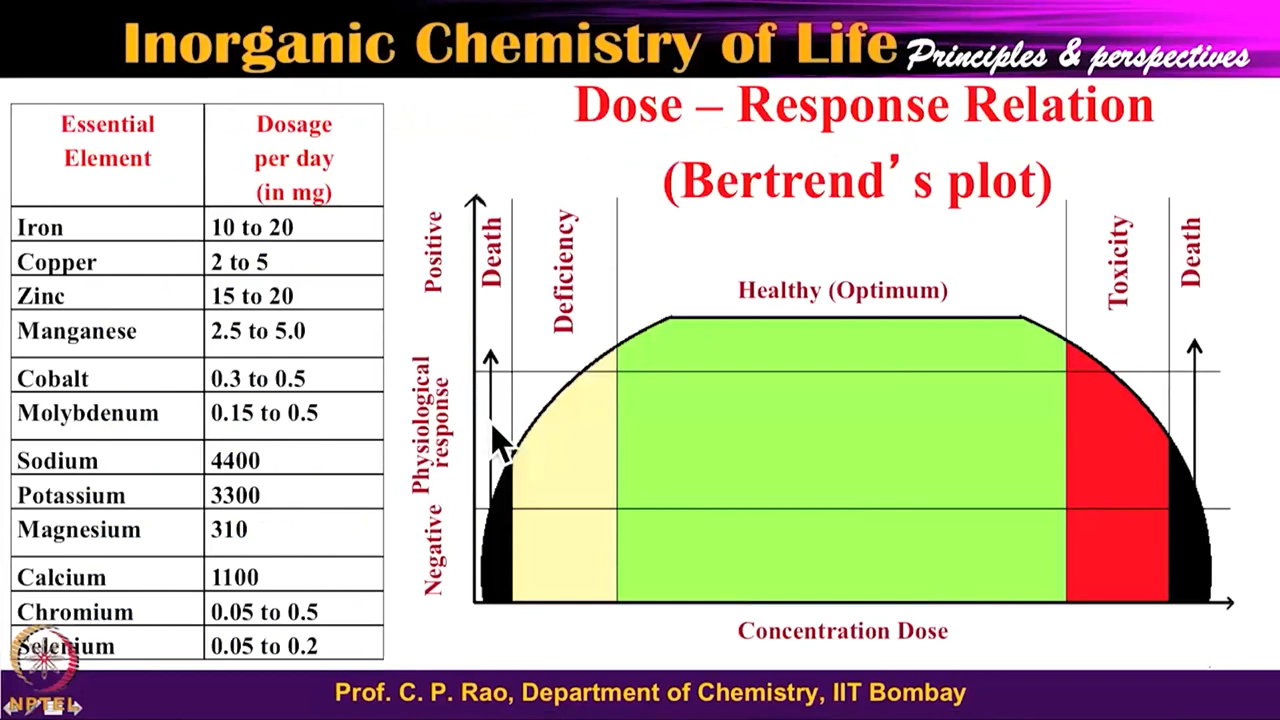 Inorganic Chemistry of Life Principles & perspectives
Essential Element
Dosage per day (in mg)
Iron 10 to 20
Copper 2 to 5
Zinc 15 to 20
Manganese 2.5 to 5.0
Cobalt 0.3 to 0.5
Molybdenum 0.15 to 0.5
Sodium 4400
Potassium 3300
Magnesium 310
Calcium 1100
Chromium 0.05 to 0.5
Selenium 0.05 to 0.2
Dose – Response Relation
(Bertrend’s plot)
Positive
Physiological
response
Negative
Death
Deficiency
Healthy (Optimum)
Toxicity
Death
Concentration Dose
NPTEL
Prof. C. P. Rao, Department of Chemistry, IIT Bombay